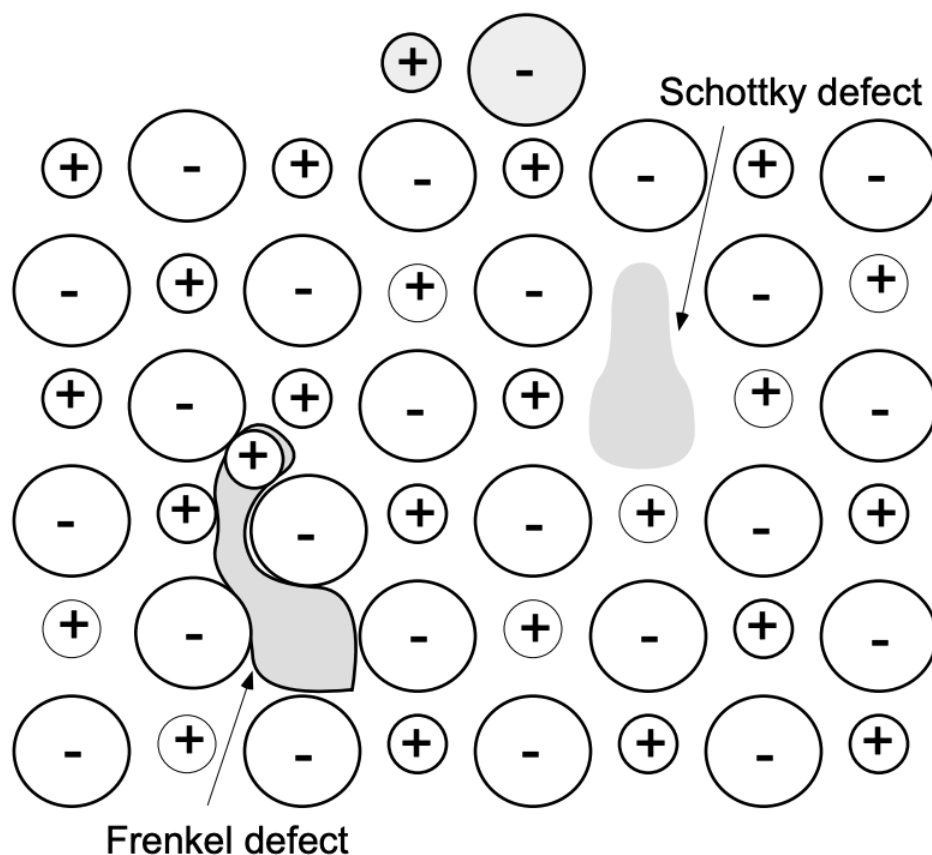 + -
Schottky defect
+ - + - + - + -
- + - + - - +
+ - + - + + -
+
- + - + - + - +
+ - - + - + -
- + - + - + - +
Frenkel defect